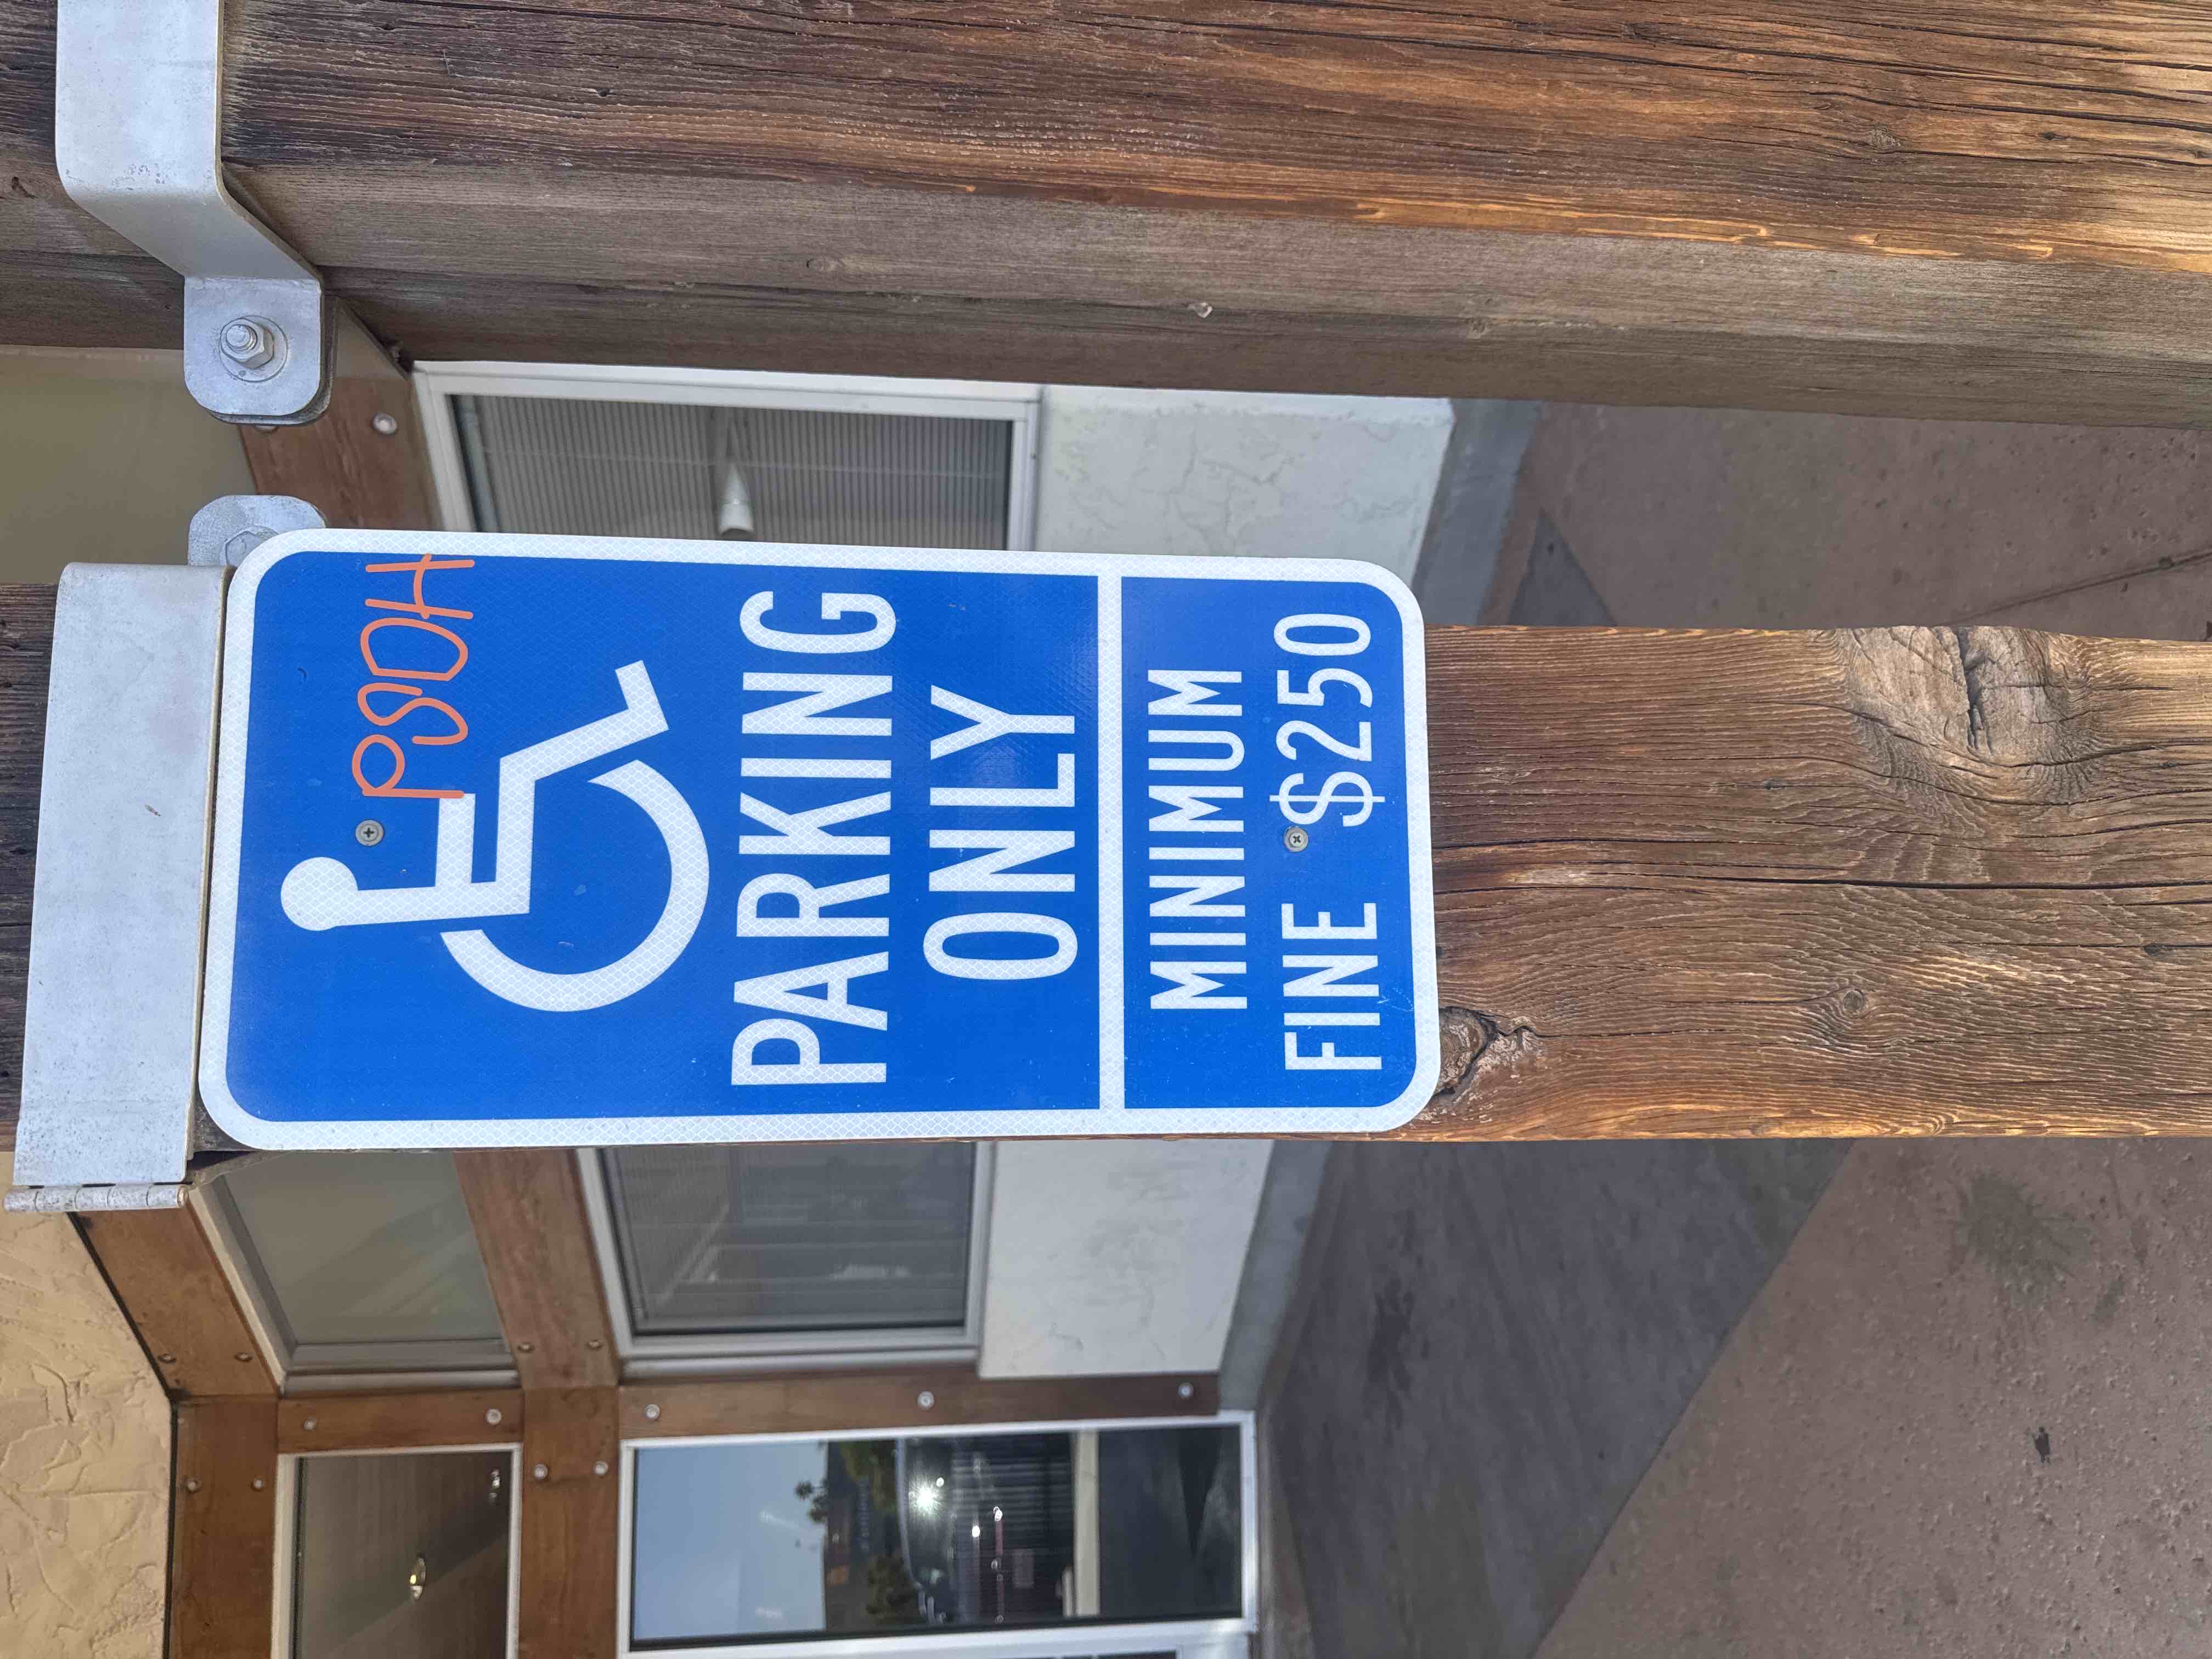 PSDH
PARKING
ONLY
MINIMUM
FINE $250